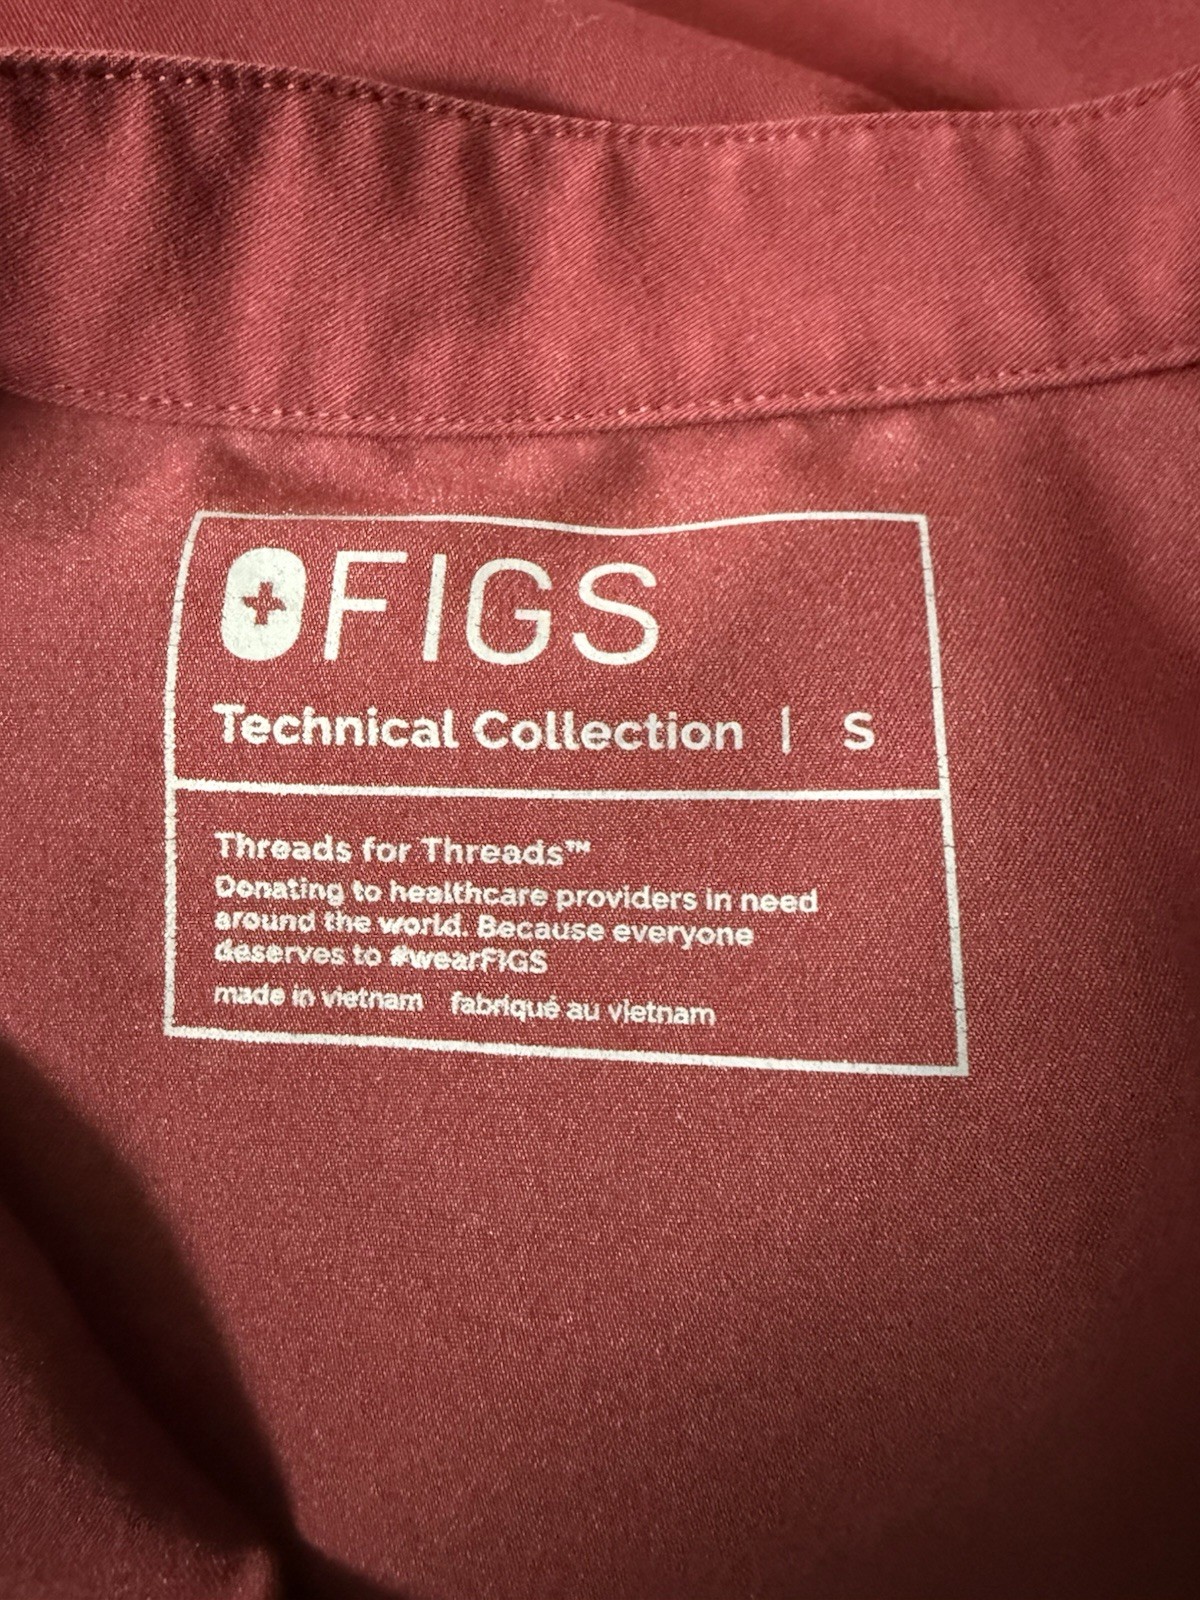 FIGS
Technical Collection | S
Threads for Threads™
Donating to healthcare providers in need
around the world. Because everyone
deserves to #wearFIGS
made in vietnam fabriqué au vietnam